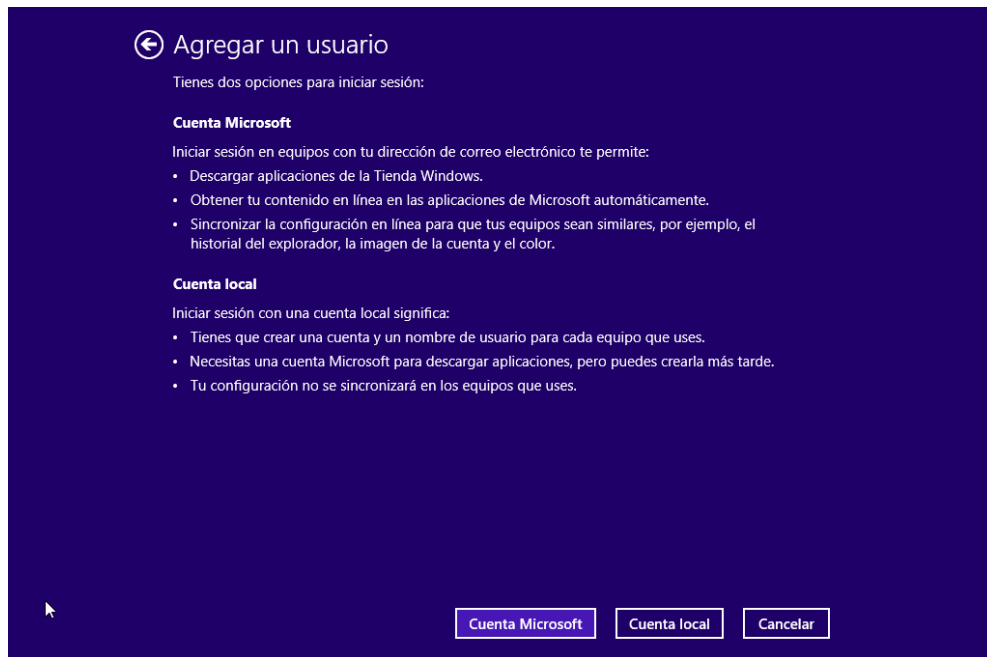 Agregar un usuario
Tienes dos opciones para iniciar sesión:
Cuenta Microsoft
Iniciar sesión en equipos con tu dirección de correo electrónico te permite:
• Descargar aplicaciones de la Tienda Windows.
• Obtener tu contenido en línea en las aplicaciones de Microsoft automáticamente.
• Sincronizar la configuración en línea para que tus equipos sean similares, por ejemplo, el
historial del explorador, la imagen de la cuenta y el color.
Cuenta local
Iniciar sesión con una cuenta local significa:
• Tienes que crear una cuenta y un nombre de usuario para cada equipo que uses.
• Necesitas una cuenta Microsoft para descargar aplicaciones, pero puedes crearla más tarde.
• Tu configuración no se sincronizará en los equipos que uses.
Cuenta Microsoft Cuenta local Cancelar